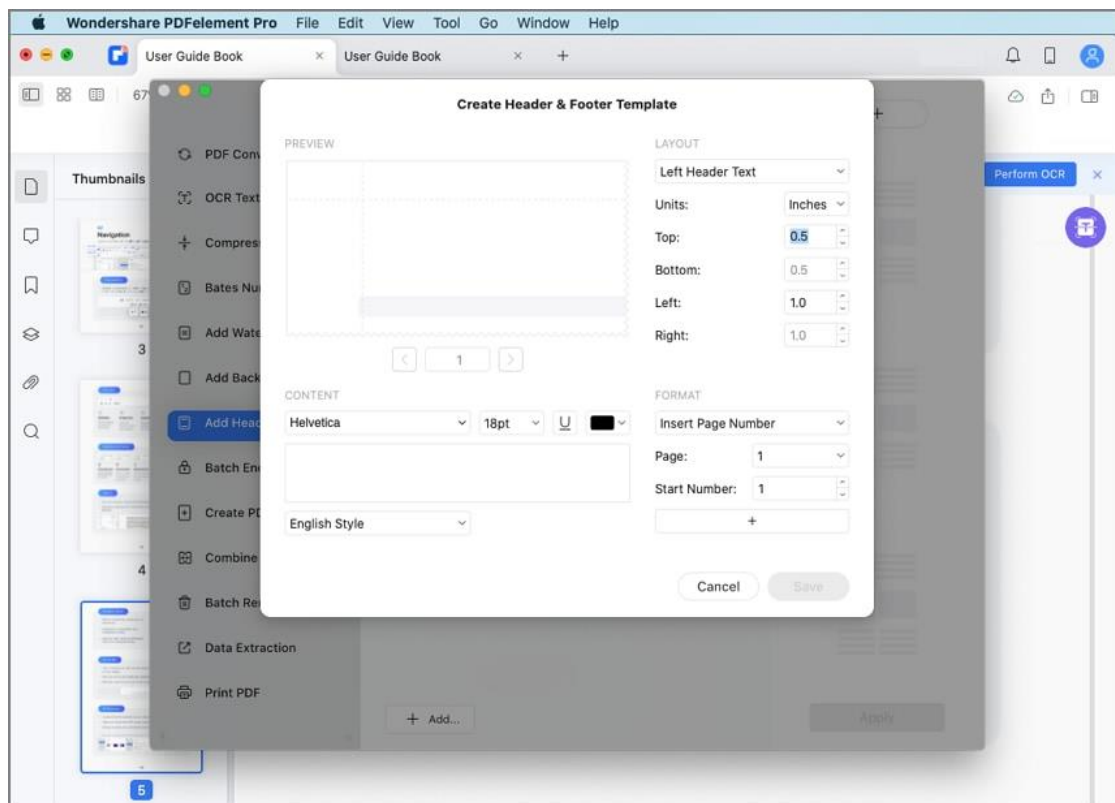 Wondershare PDFelement Pro File Edit View Tool Go Window Help
User Guide Book × User Guide Book × +
67%
Thumbnails
Perform OCR ×
Navigation
3
4
5
PDF Con
OCR Text
Compres
Bates Nu
Add Wate
Add Back
Add Head
Batch En
Create PD
Combine
Batch Re
Data Extraction
Print PDF
+ Add...
Apply
Create Header & Footer Template
PREVIEW
1
CONTENT
Helvetica 18pt U
English Style
LAYOUT
Left Header Text
Units: Inches
Top: 0.5
Bottom: 0.5
Left: 1.0
Right: 1.0
FORMAT
Insert Page Number
Page: 1
Start Number: 1
+
Cancel Save